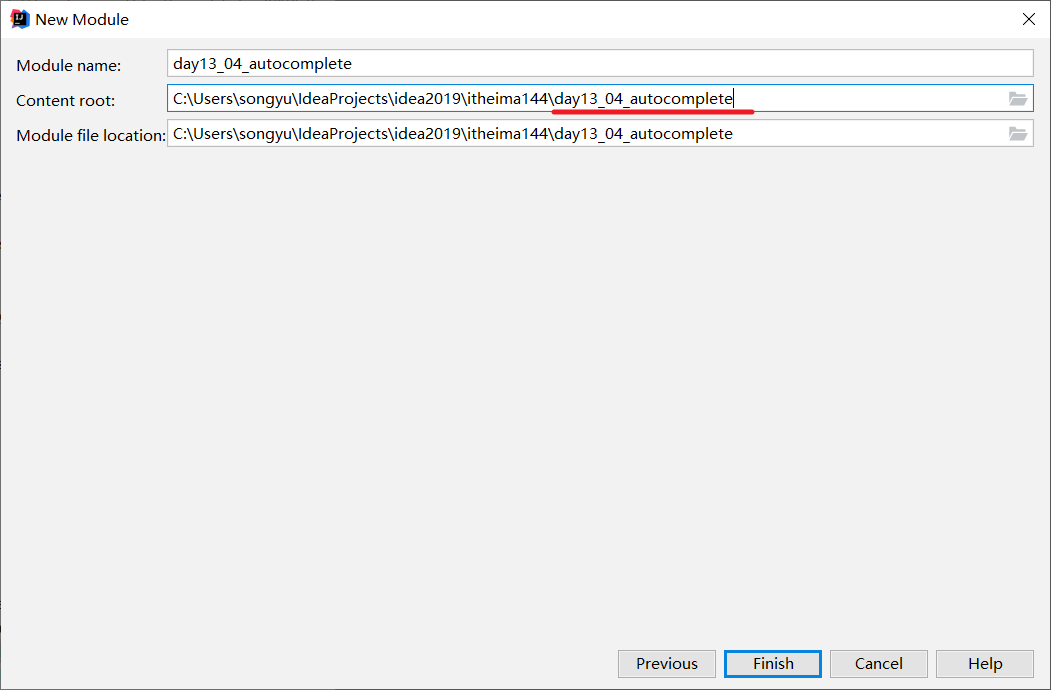 New Module
Module name: day13_04_autocomplete
Content root: C:\Users\songyu\IdeaProjects\idea2019\itheima144\day13_04_autocomplete
Module file location: C:\Users\songyu\IdeaProjects\idea2019\itheima144\day13_04_autocomplete
Previous Finish Cancel Help